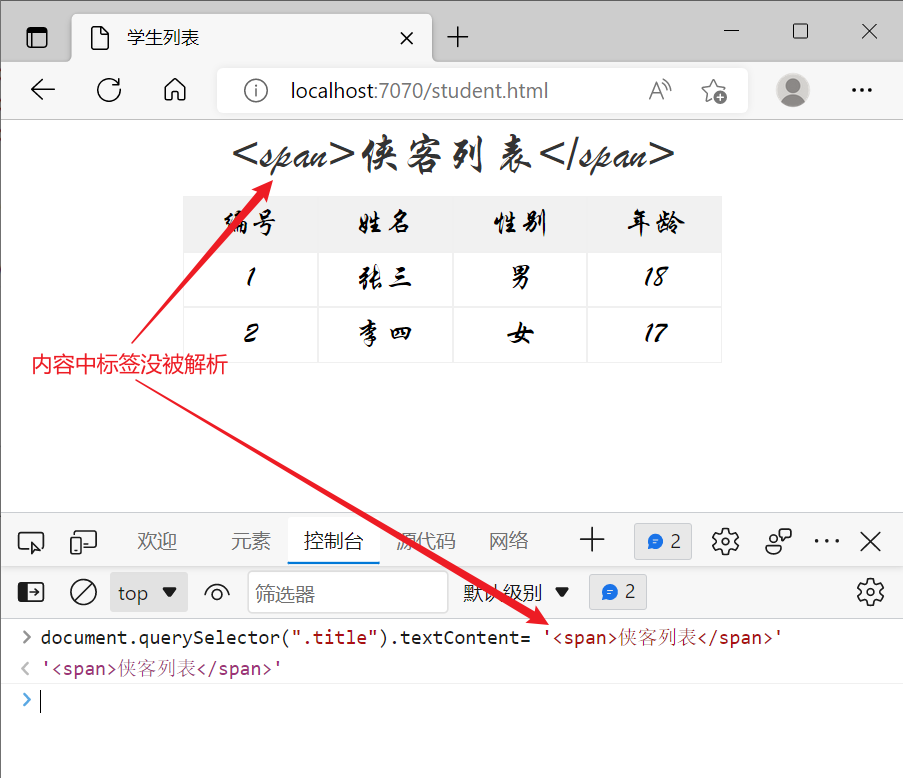 学生列表
localhost:7070/student.html
<span>侠客列表</span>
编号 姓名 性别 年龄
1 张三 男 18
2 李四 女 17
内容中标签没被解析
欢迎 元素 控制台 源代码 网络 2
top 筛选器 默认级别 2
document.querySelector(".title").textContent= '<span>侠客列表</span>'
'<span>侠客列表</span>'